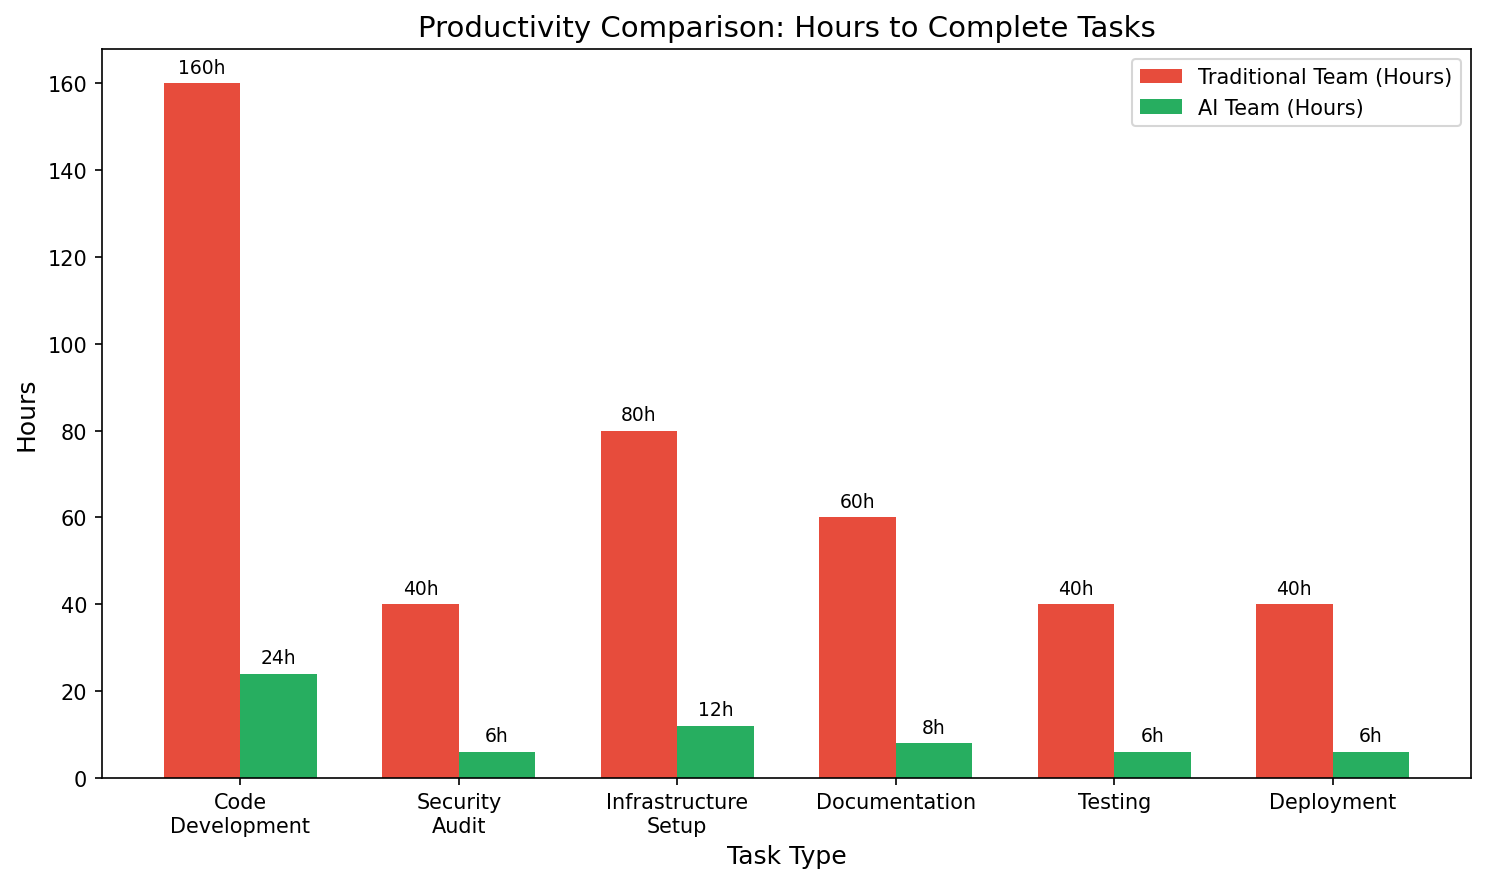 Productivity Comparison: Hours to Complete Tasks
Traditional Team (Hours)
AI Team (Hours)
Hours
160
140
120
100
80
60
40
20
0
160h
24h
40h
6h
80h
12h
60h
8h
40h
6h
40h
6h
Code
Development
Security
Audit
Infrastructure
Setup
Documentation
Testing
Deployment
Task Type